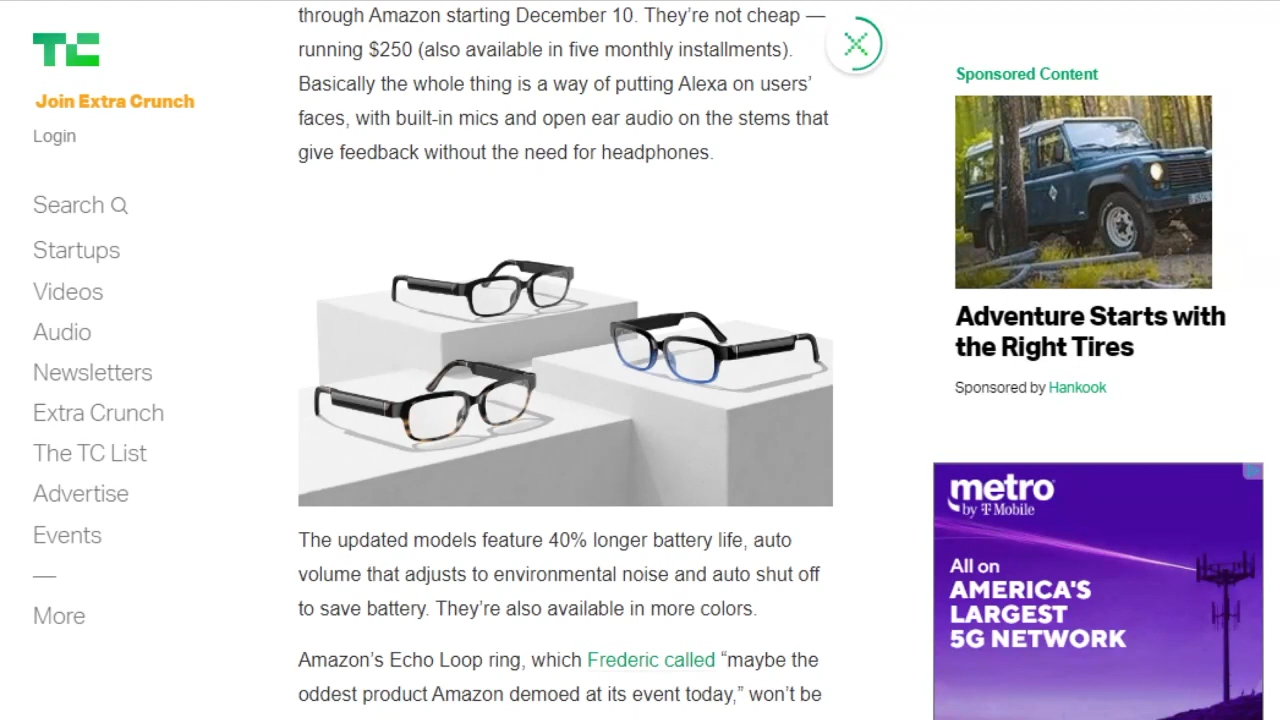 TC
Join Extra Crunch
Login
Search
Startups
Videos
Audio
Newsletters
Extra Crunch
The TC List
Advertise
Events
—
More
through Amazon starting December 10. They’re not cheap —
running $250 (also available in five monthly installments).
Basically the whole thing is a way of putting Alexa on users’
faces, with built-in mics and open ear audio on the stems that
give feedback without the need for headphones.
The updated models feature 40% longer battery life, auto
volume that adjusts to environmental noise and auto shut off
to save battery. They’re also available in more colors.
Amazon’s Echo Loop ring, which Frederic called “maybe the
oddest product Amazon demoed at its event today,” won’t be
Sponsored Content
Adventure Starts with
the Right Tires
Sponsored by Hankook
metro
by T Mobile
All on
AMERICA'S
LARGEST
5G NETWORK